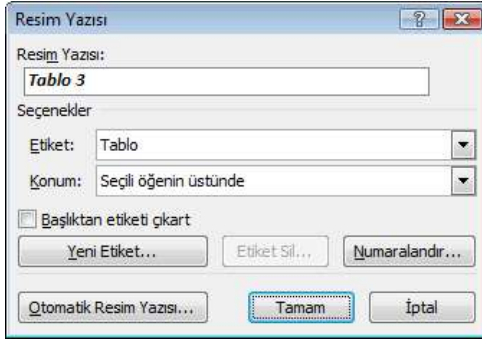 Resim Yazısı
Resim Yazısı:
Tablo 3
Seçenekler
Etiket: Tablo
Konum: Seçili öğenin üstünde
Başlıktan etiketi çıkart
Yeni Etiket... Etiket Sil... Numaralandır...
Otomatik Resim Yazısı... Tamam İptal